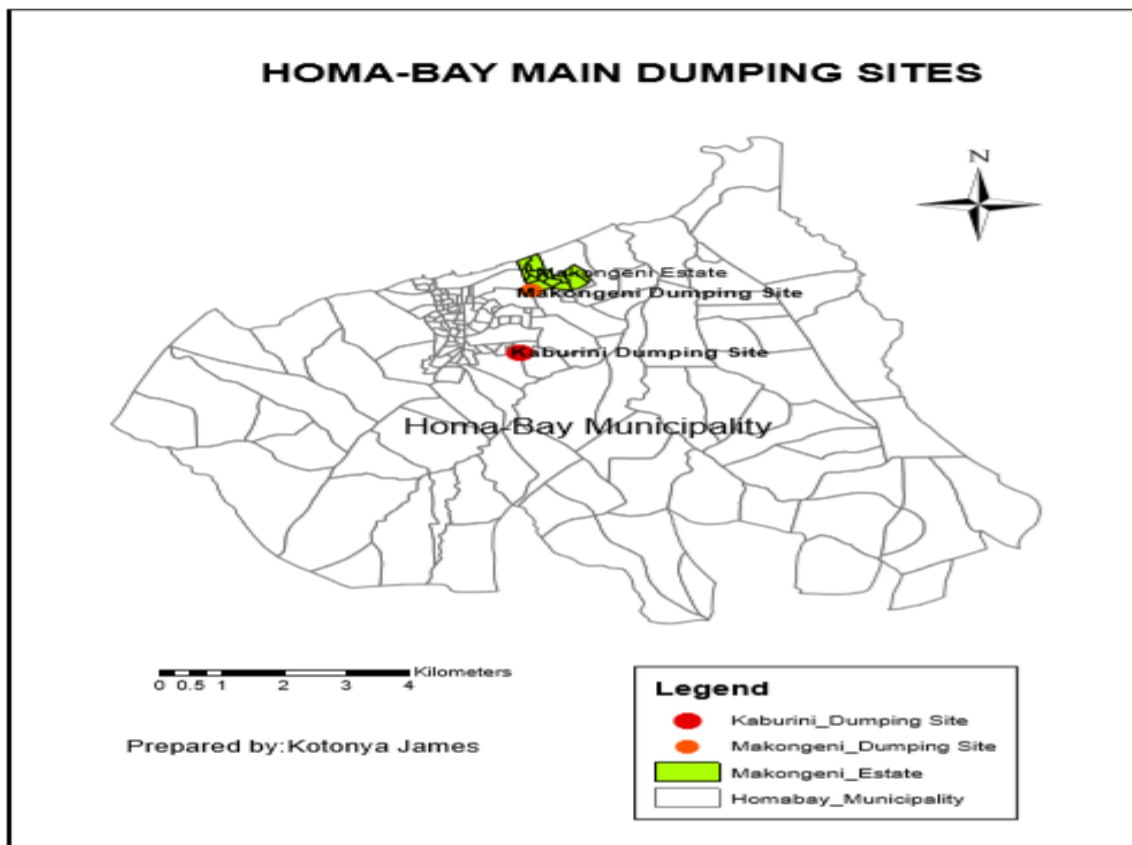 HOMA-BAY MAIN DUMPING SITES
N
Makongeni Estate
Makongeni Dumping Site
Kaburini Dumping Site
Homa-Bay Municipality
Kilometers
0 0.5 1 2 3 4
Prepared by:Kotonya James
Legend
Kaburini_Dumping Site
Makongeni_Dumping Site
Makongeni_Estate
Homabay_Municipality